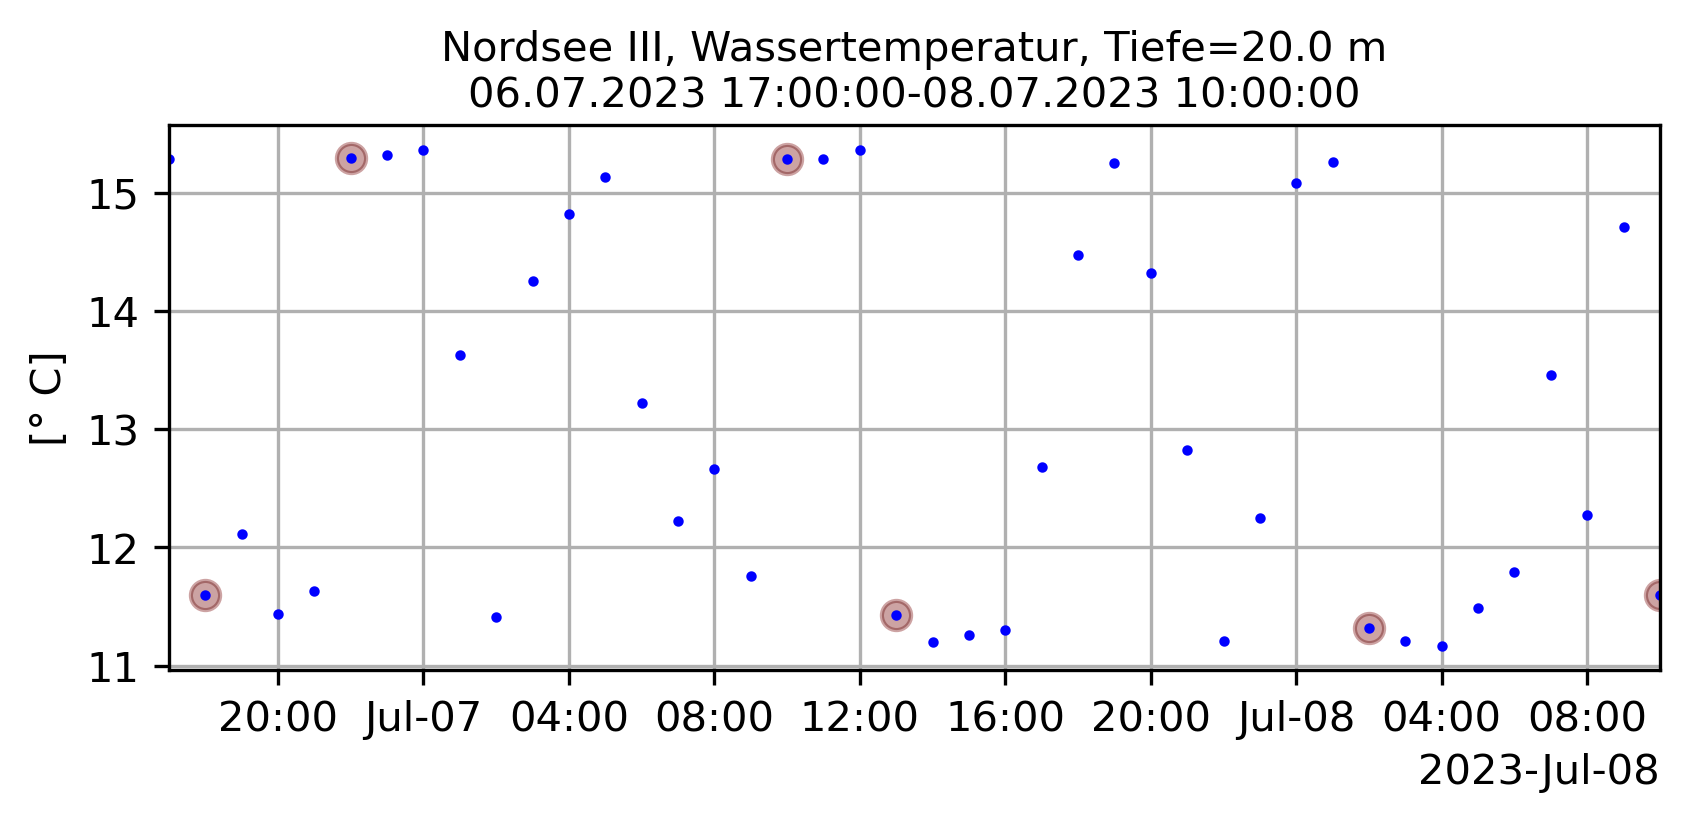 Nordsee III, Wassertemperatur, Tiefe=20.0 m
06.07.2023 17:00:00-08.07.2023 10:00:00
[° C]
15
14
13
12
11
20:00 Jul-07 04:00 08:00 12:00 16:00 20:00 Jul-08 04:00 08:00
2023-Jul-08